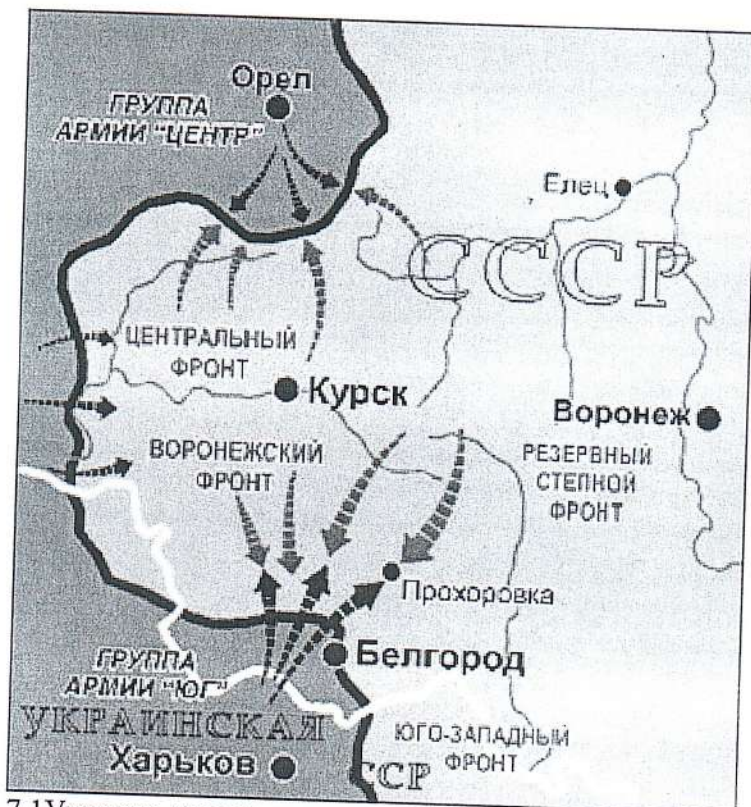 Орел
ГРУППА
АРМИИ "ЦЕНТР"
Елец
СССР
ЦЕНТРАЛЬНЫЙ
ФРОНТ
Курск
Воронеж
ВОРОНЕЖСКИЙ
ФРОНТ
РЕЗЕРВНЫЙ
СТЕПНОЙ
ФРОНТ
Прохоровка
ГРУППА
АРМИИ "ЮГ"
Белгород
УКРАИНСКАЯ
ССР
Харьков
ЮГО-ЗАПАДНЫЙ
ФРОНТ